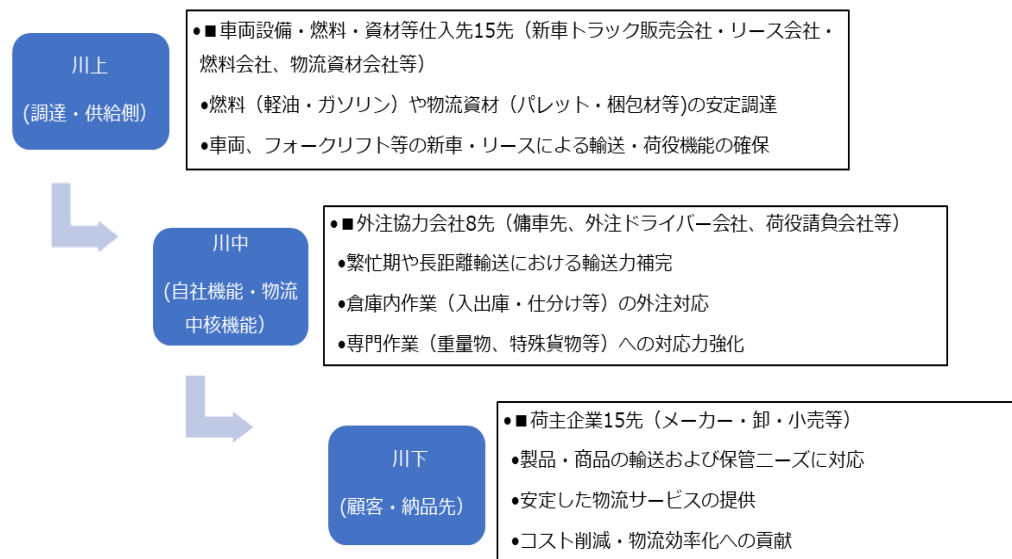 川上
(調達・供給側）
•■車両設備・燃料・資材等仕入先15先（新車トラック販売会社・リース会社・
燃料会社、物流資材会社等）
•燃料（軽油・ガソリン）や物流資材（パレット・梱包材等)の安定調達
•車両、フォークリフト等の新車・リースによる輸送・荷役機能の確保
川中
(自社機能・物流
中核機能）
•■外注協力会社8先（傭車先、外注ドライバー会社、荷役請負会社等）
•繁忙期や長距離輸送における輸送力補完
•倉庫内作業（入出庫・仕分け等）の外注対応
•専門作業（重量物、特殊貨物等）への対応力強化
川下
(顧客・納品先）
•■荷主企業15先（メーカー・卸・小売等）
•製品・商品の輸送および保管ニーズに対応
•安定した物流サービスの提供
•コスト削減・物流効率化への貢献